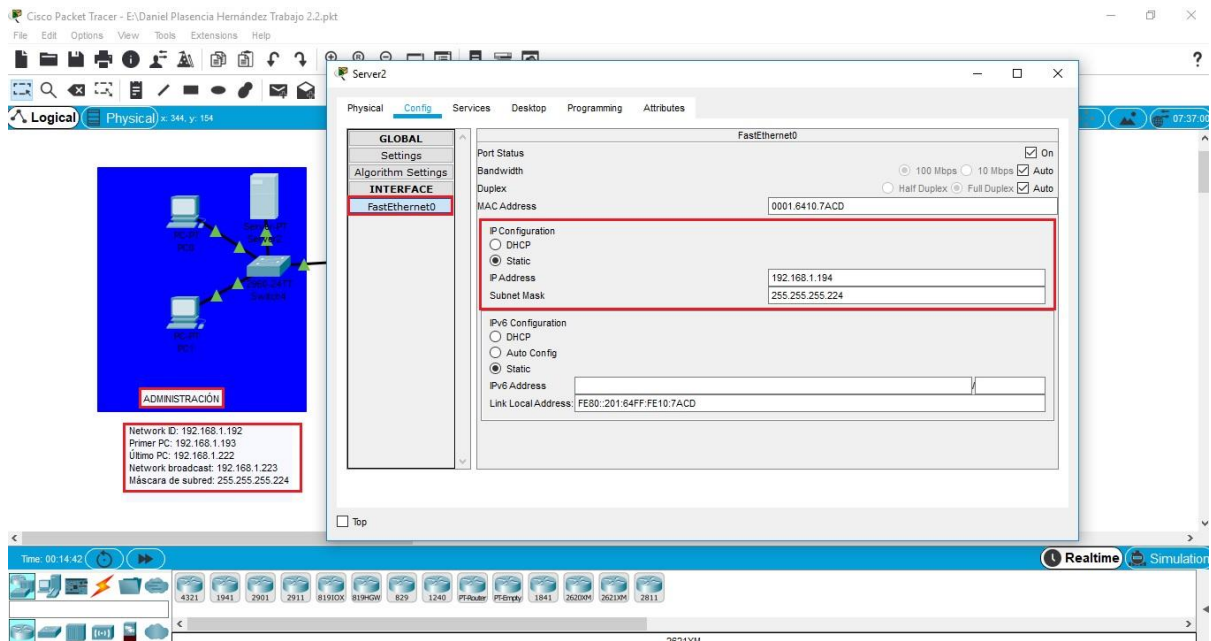 Cisco Packet Tracer - E:\Daniel Plasencia Hernández Trabajo 2.2.pkt
File Edit Options View Tools Extensions Help
?
Server2
Physical Config Services Desktop Programming Attributes
Logical Physical x: 344, y: 154
07:37:00
GLOBAL
Settings
Algorithm Settings
INTERFACE
FastEthernet0
FastEthernet0
Port Status On
Bandwidth 100 Mbps 10 Mbps Auto
Duplex Half Duplex Full Duplex Auto
MAC Address 0001.6410.7ACD
IP Configuration
DHCP
Static
IP Address 192.168.1.194
Subnet Mask 255.255.255.224
IPv6 Configuration
DHCP
Auto Config
Static
IPv6 Address /
Link Local Address: FE80::201:64FF:FE10:7ACD
Top
PC-PT
Server-PT
PC-PT
ADMINISTRACIÓN
Network ID: 192.168.1.192
Primer PC: 192.168.1.193
Último PC: 192.168.1.222
Network broadcast: 192.168.1.223
Máscara de subred: 255.255.255.224
Time: 00:14:42
Realtime Simulation
4321 1941 2901 2911 819IOX 819HGW 829 1240 PT-Router PT-Empty 1841 2620XM 2621XM 2811
2621XM